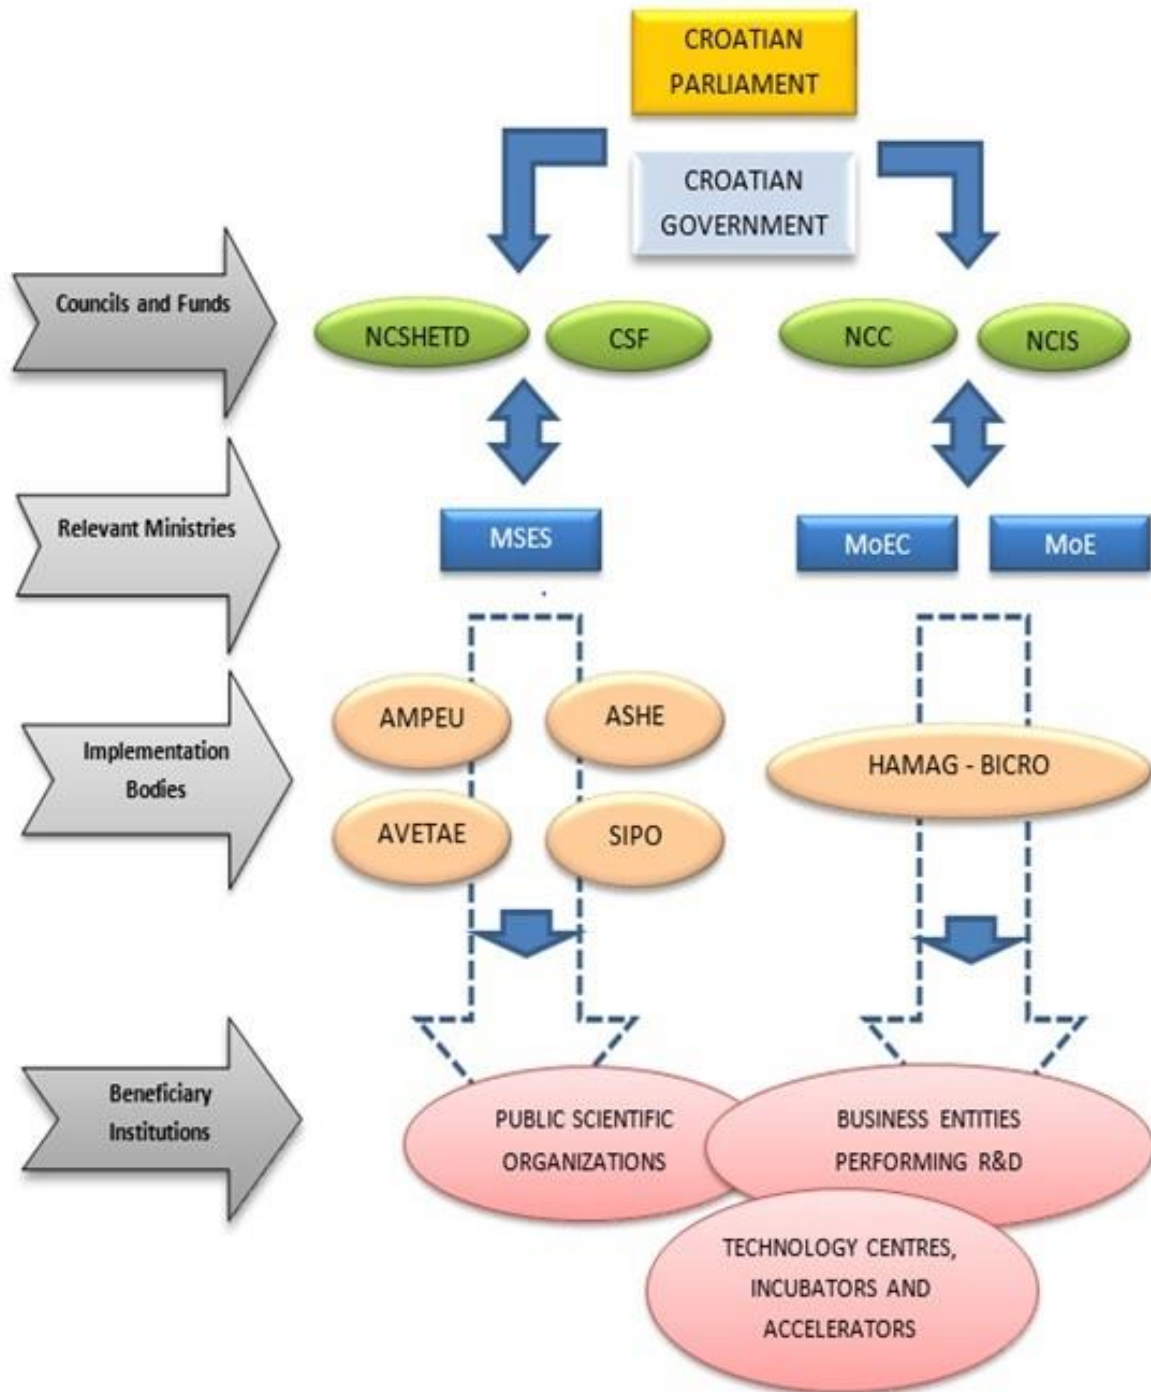 CROATIAN
PARLIAMENT
CROATIAN
GOVERNMENT
Councils and Funds
NCSHETD
CSF
NCC
NCIS
Relevant Ministries
MSES
MoEC
MoE
Implementation
Bodies
AMPEU
ASHE
HAMAG - BICRO
AVETAE
SIPO
Beneficiary
Institutions
PUBLIC SCIENTIFIC
ORGANIZATIONS
BUSINESS ENTITIES
PERFORMING R&D
TECHNOLOGY CENTRES,
INCUBATORS AND
ACCELERATORS